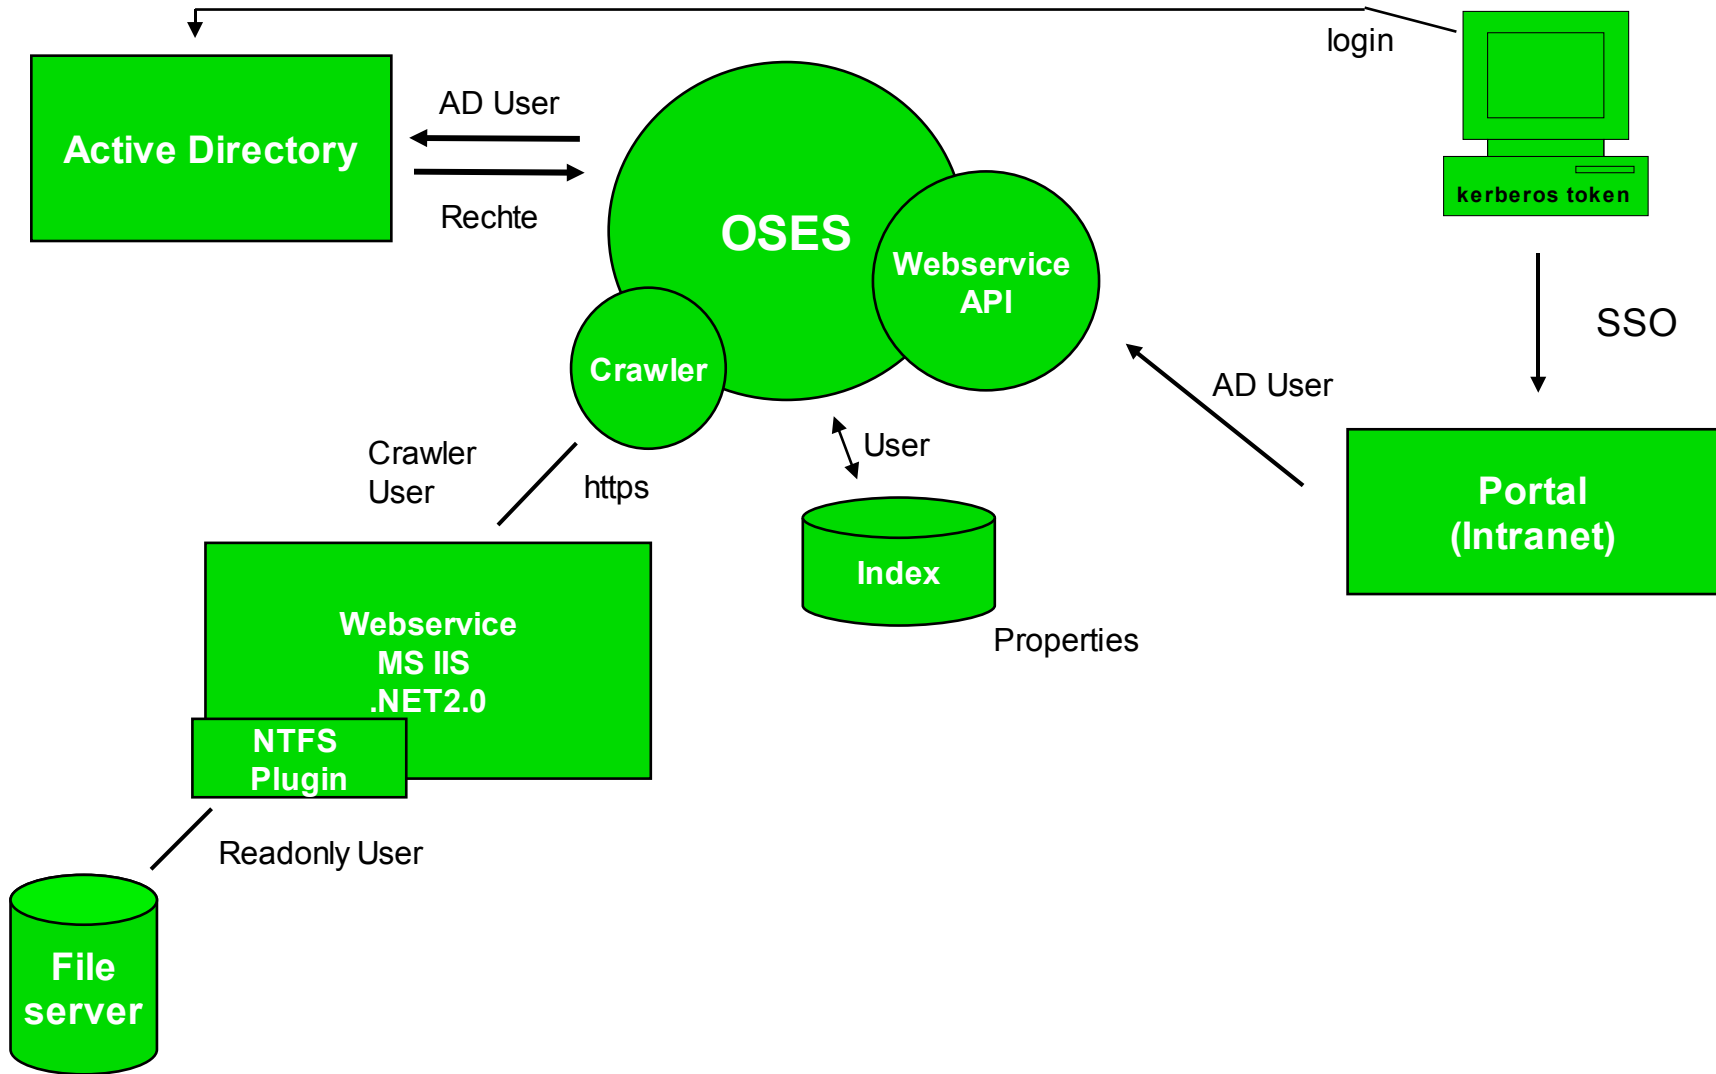 login
kerberos token
AD User
Active Directory
Rechte
OSES
Webservice
API
SSO
Crawler
AD User
Crawler
User
https
User
Portal
(Intranet)
Index
Properties
Webservice
MS IIS
.NET2.0
NTFS
Plugin
Readonly User
File
server